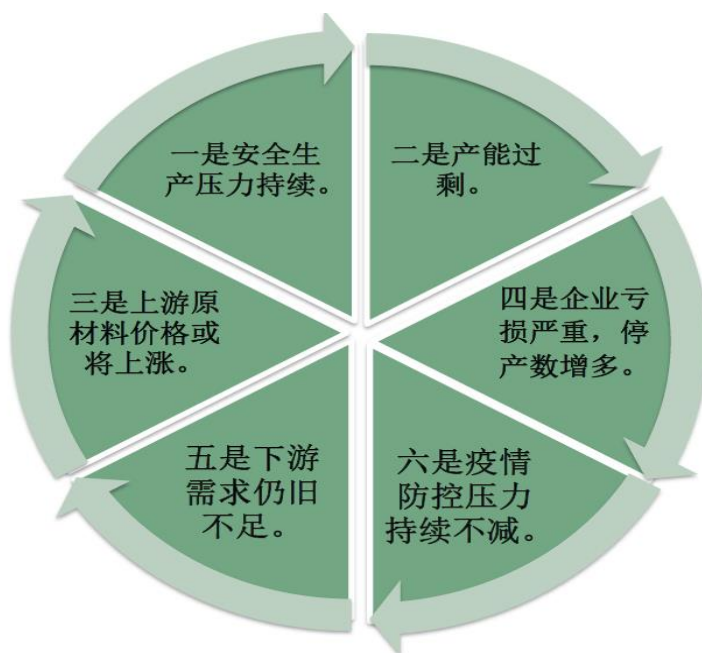 一是安全生
产压力持续。
二是产能过
剩。
三是上游原
材料价格或
将上涨。
四是企业亏
损严重，停
产数增多。
五是下游
需求仍旧
不足。
六是疫情
防控压力
持续不减。